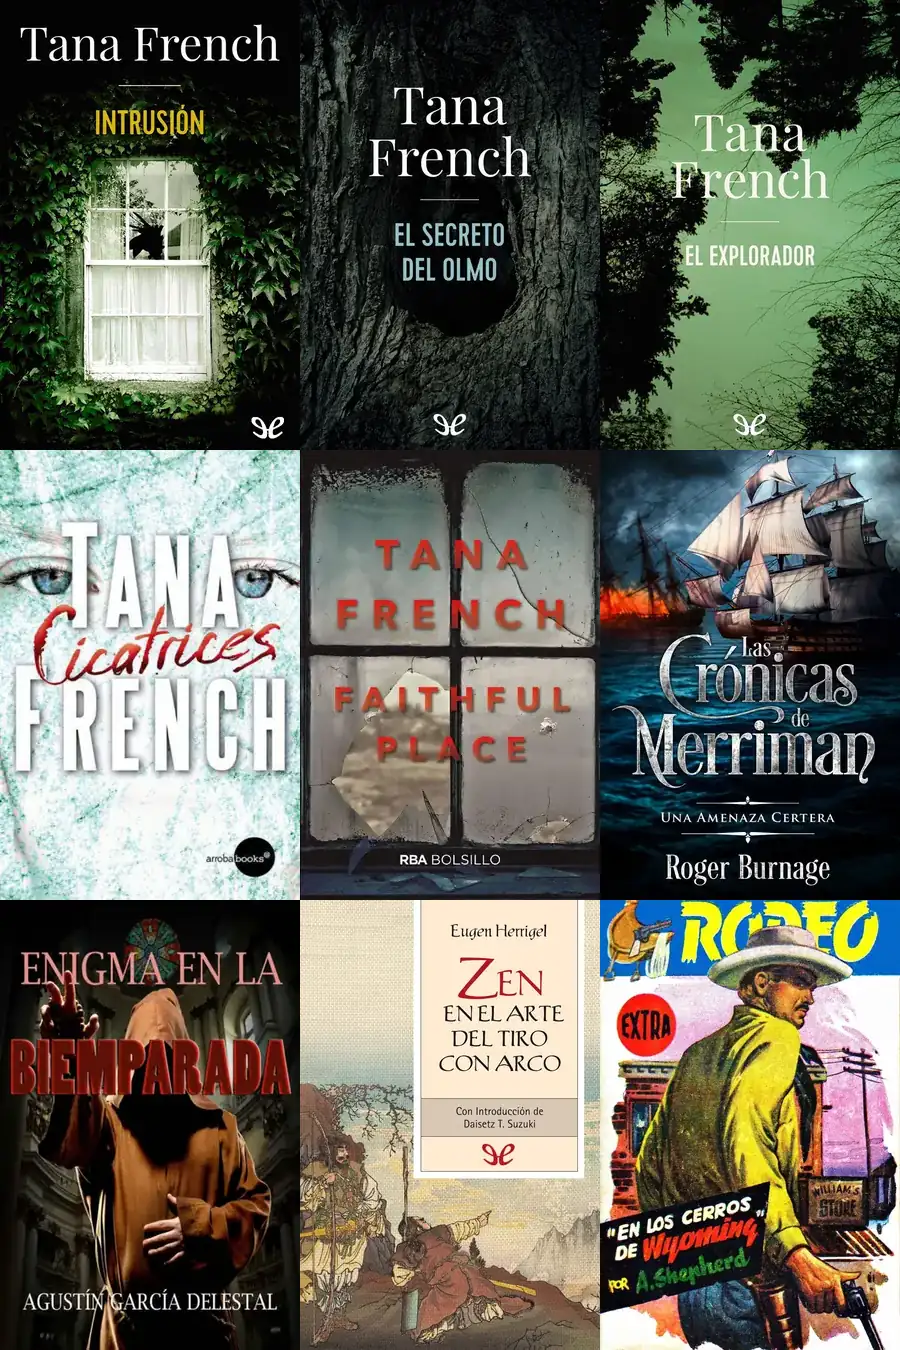 Tana French
INTRUSIÓN
Tana
French
EL SECRETO
DEL OLMO
Tana
French
EL EXPLORADOR
TANA
Cicatrices
FRENCH
arrobabooks
TANA
FRENCH
FAITHFUL
PLACE
RBA BOLSILLO
Las
Crónicas
de
Merriman
UNA AMENAZA CERTERA
Roger Burnage
ENIGMA EN LA
BIEMPARADA
AGUSTÍN GARCÍA DELESTAL
Eugen Herrigel
ZEN
EN EL ARTE
DEL TIRO
CON ARCO
Con Introducción de
Daisetz T. Suzuki
RODEO
EXTRA
WILLIAM'S
STORE
"EN LOS CERROS
DE Wyoming"
POR A. Shepherd